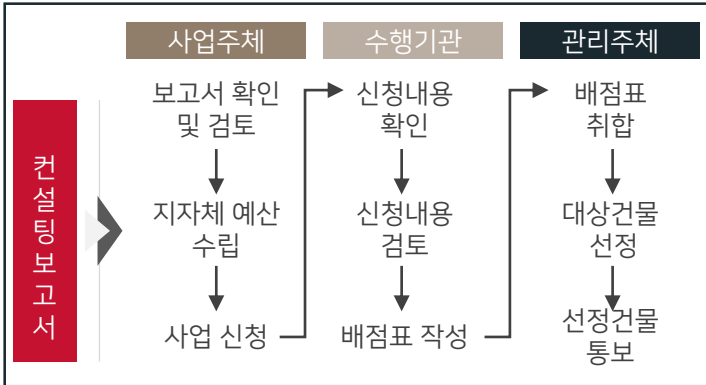 컨설팅보고서
사업주체
보고서 확인
및 검토
지자체 예산
수립
사업 신청
수행기관
신청내용
확인
신청내용
검토
배점표 작성
관리주체
배점표
취합
대상건물
선정
선정건물
통보